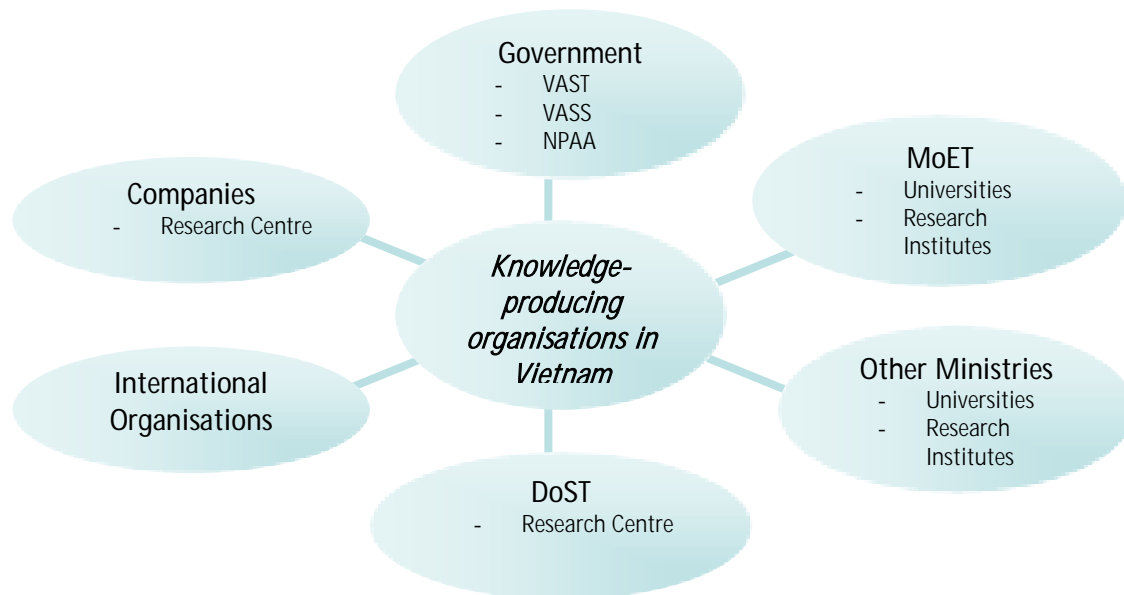 Government
- VAST
- VASS
- NPAA
MoET
- Universities
- Research
Institutes
Companies
- Research Centre
Knowledge-
producing
organisations in
Vietnam
International
Organisations
Other Ministries
- Universities
- Research
Institutes
DoST
- Research Centre